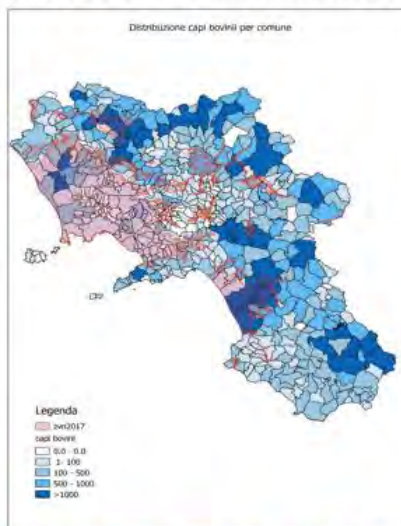 Distribuzione capi bovini per comune
Legenda
zvn2017
capi bovini
0.0 - 0.0
1- 100
100 - 500
500 - 1000
>1000